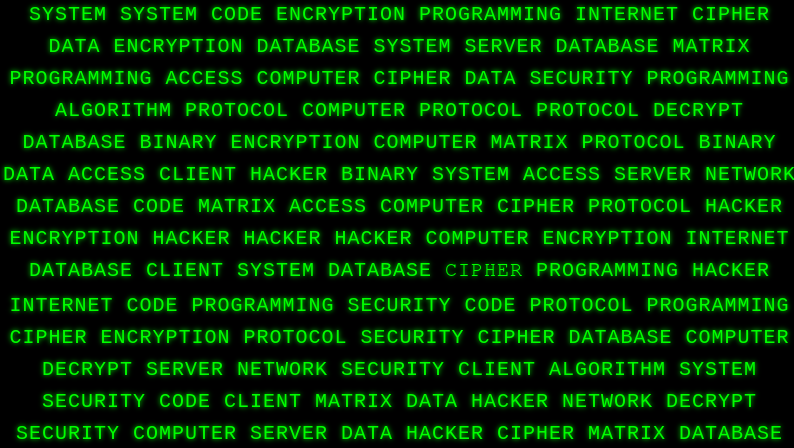 SYSTEM SYSTEM CODE ENCRYPTION PROGRAMMING INTERNET CIPHER
DATA ENCRYPTION DATABASE SYSTEM SERVER DATABASE MATRIX
PROGRAMMING ACCESS COMPUTER CIPHER DATA SECURITY PROGRAMMING
ALGORITHM PROTOCOL COMPUTER PROTOCOL PROTOCOL DECRYPT
DATABASE BINARY ENCRYPTION COMPUTER MATRIX PROTOCOL BINARY
DATA ACCESS CLIENT HACKER BINARY SYSTEM ACCESS SERVER NETWORK
DATABASE CODE MATRIX ACCESS COMPUTER CIPHER PROTOCOL HACKER
ENCRYPTION HACKER HACKER HACKER COMPUTER ENCRYPTION INTERNET
DATABASE CLIENT SYSTEM DATABASE CIPHER PROGRAMMING HACKER
INTERNET CODE PROGRAMMING SECURITY CODE PROTOCOL PROGRAMMING
CIPHER ENCRYPTION PROTOCOL SECURITY CIPHER DATABASE COMPUTER
DECRYPT SERVER NETWORK SECURITY CLIENT ALGORITHM SYSTEM
SECURITY CODE CLIENT MATRIX DATA HACKER NETWORK DECRYPT
SECURITY COMPUTER SERVER DATA HACKER CIPHER MATRIX DATABASE